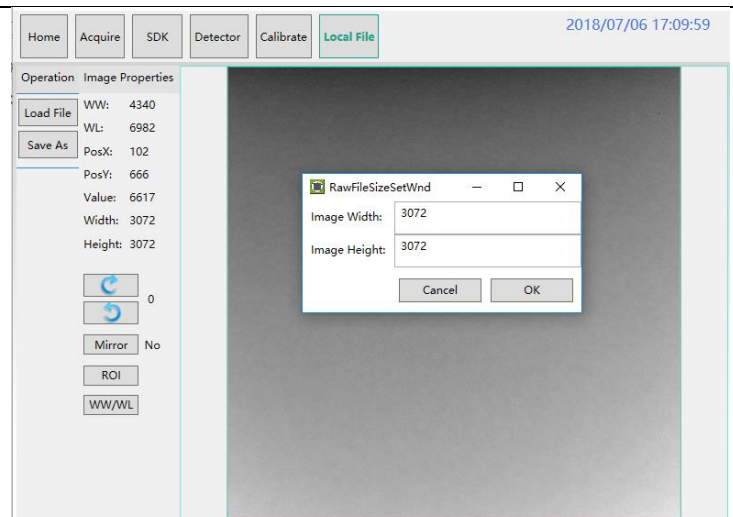 2018/07/06 17:09:59
Home Acquire SDK Detector Calibrate Local File
Operation Image Properties
Load File
Save As
WW: 4340
WL: 6982
PosX: 102
PosY: 666
Value: 6617
Width: 3072
Height: 3072
0
Mirror No
ROI
WW/WL
RawFileSizeSetWnd
Image Width: 3072
Image Height: 3072
Cancel OK